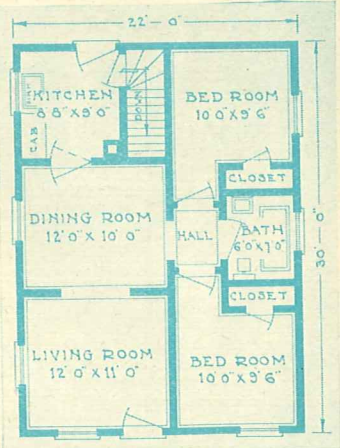 22'-0"
KITCHEN
8'8"X9'0"
CAB
DOWN
BED ROOM
10'0"X9'6"
CLOSET
DINING ROOM
12'0"X10'0"
HALL
BATH
6'0"X7'0"
30'-0"
CLOSET
LIVING ROOM
12'0"X11'0"
BED ROOM
10'0"X9'6"